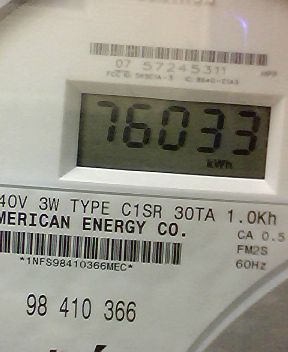 07 57245311
76033
kWh
40V 3W TYPE C1SR 30TA 1.0Kh
MERICAN ENERGY CO.
CA 0.5
FM2S
*1NFS98410366MEC*
60Hz
98 410 366